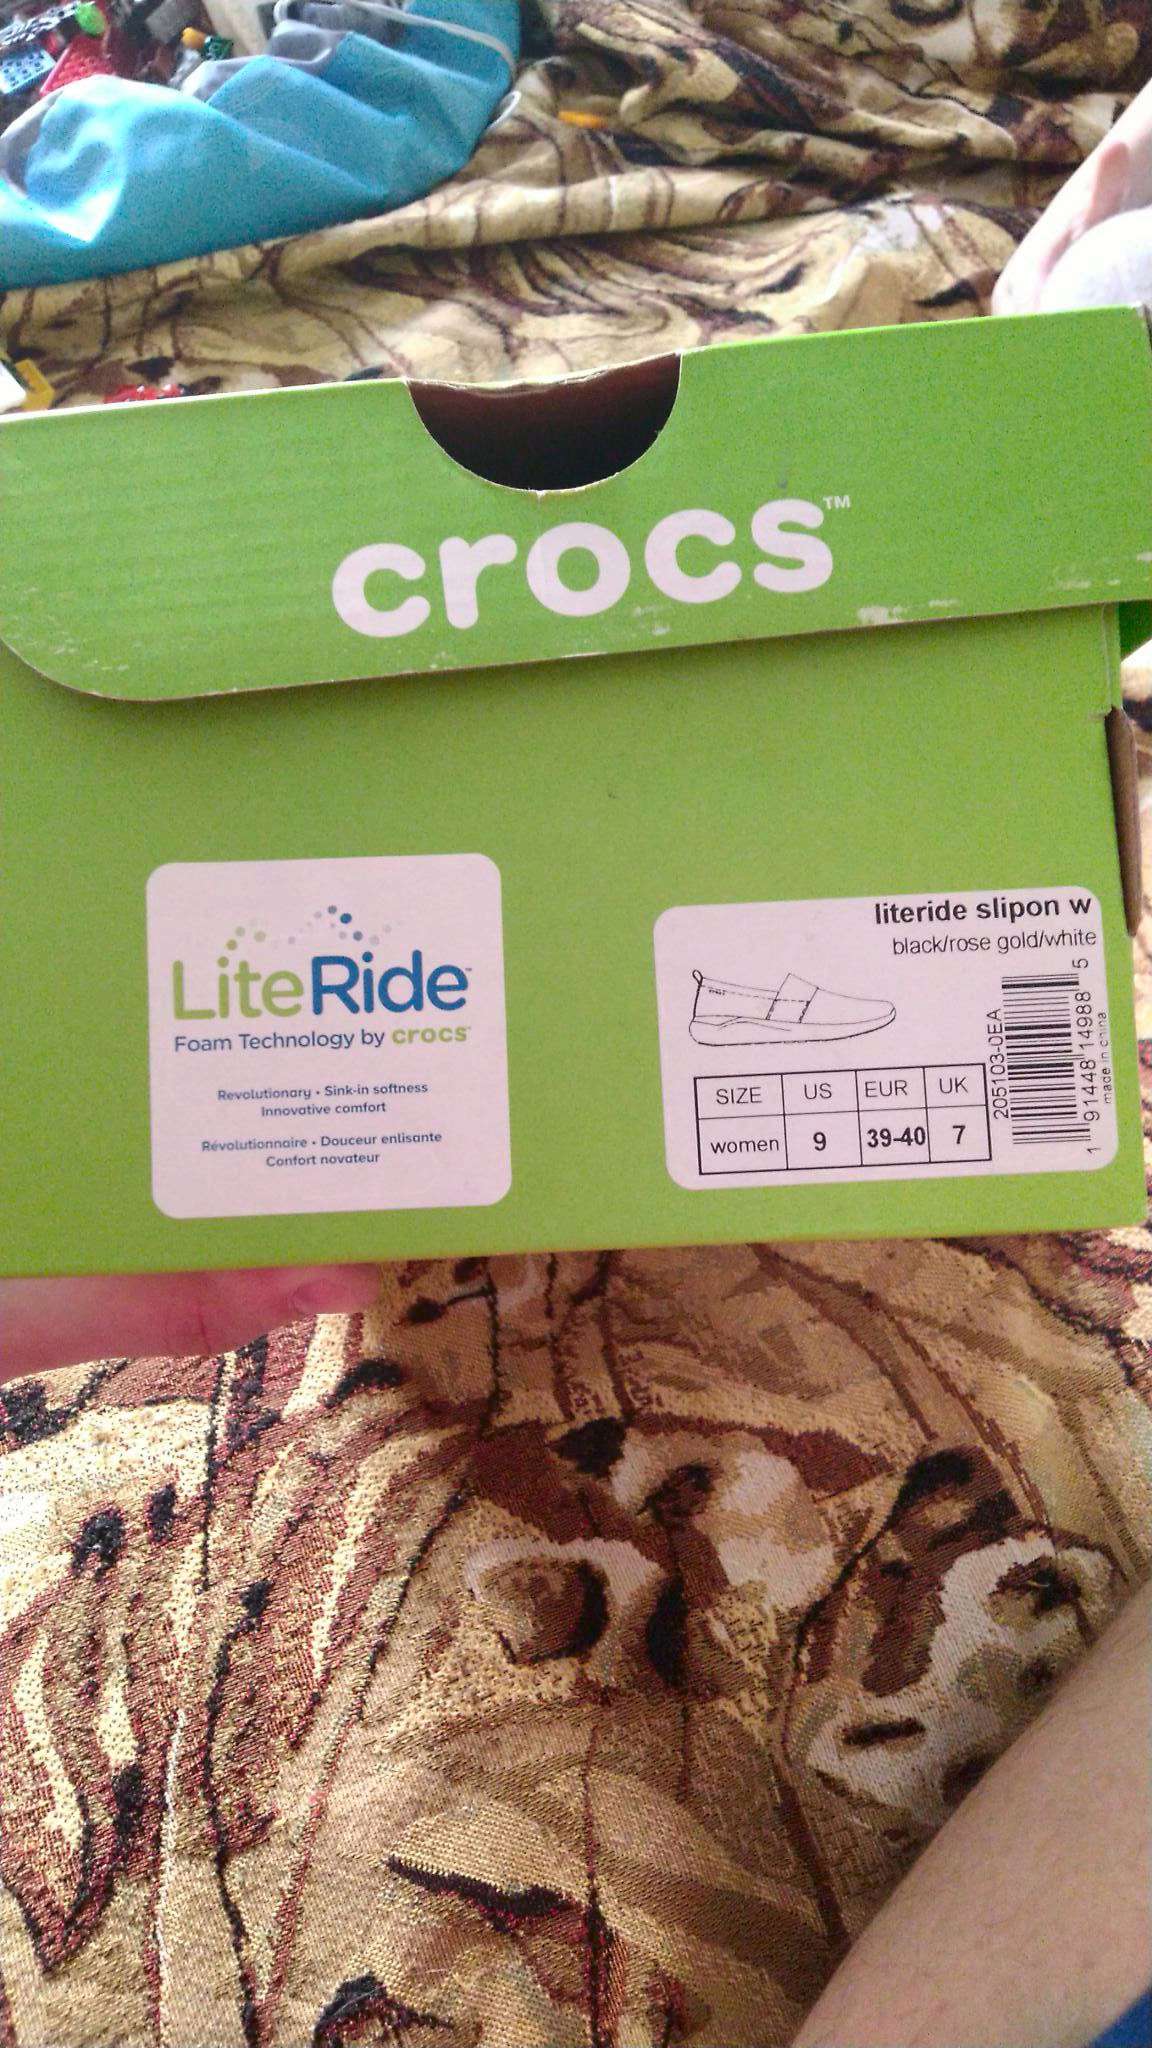 crocs™
LiteRide™
Foam Technology by crocs™
Revolutionary • Sink-in softness
Innovative comfort
Révolutionnaire • Douceur enlisante
Confort novateur
literide slipon w
black/rose gold/white
SIZE US EUR UK
women 9 39-40 7
205103-0EA
1 91448 14988 5
made in china